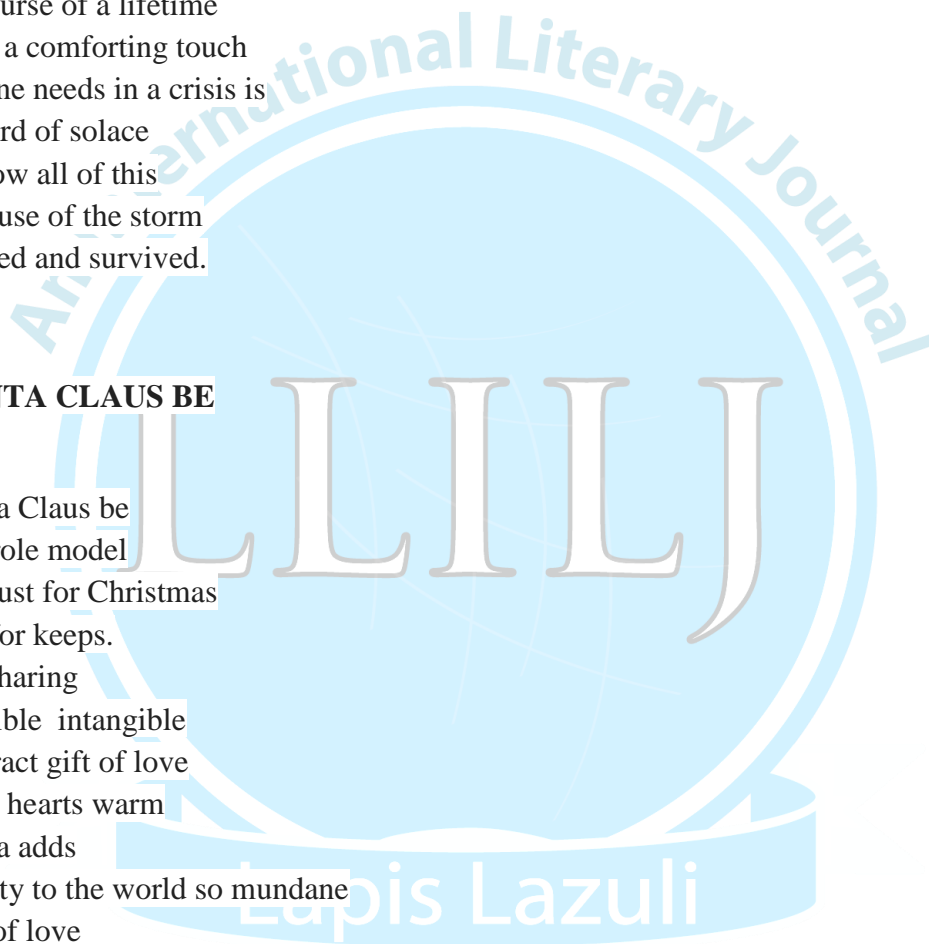 urse of a lifetime
a comforting touch
ne needs in a crisis is
rd of solace
ow all of this
use of the storm
ed and survived.
NTA CLAUS BE
a Claus be
role model
ust for Christmas
for keeps.
haring
ible intangible
ract gift of love
hearts warm
a adds
ty to the world so mundane
of love
An International Literary Journal
LLILJ
Lapis Lazuli